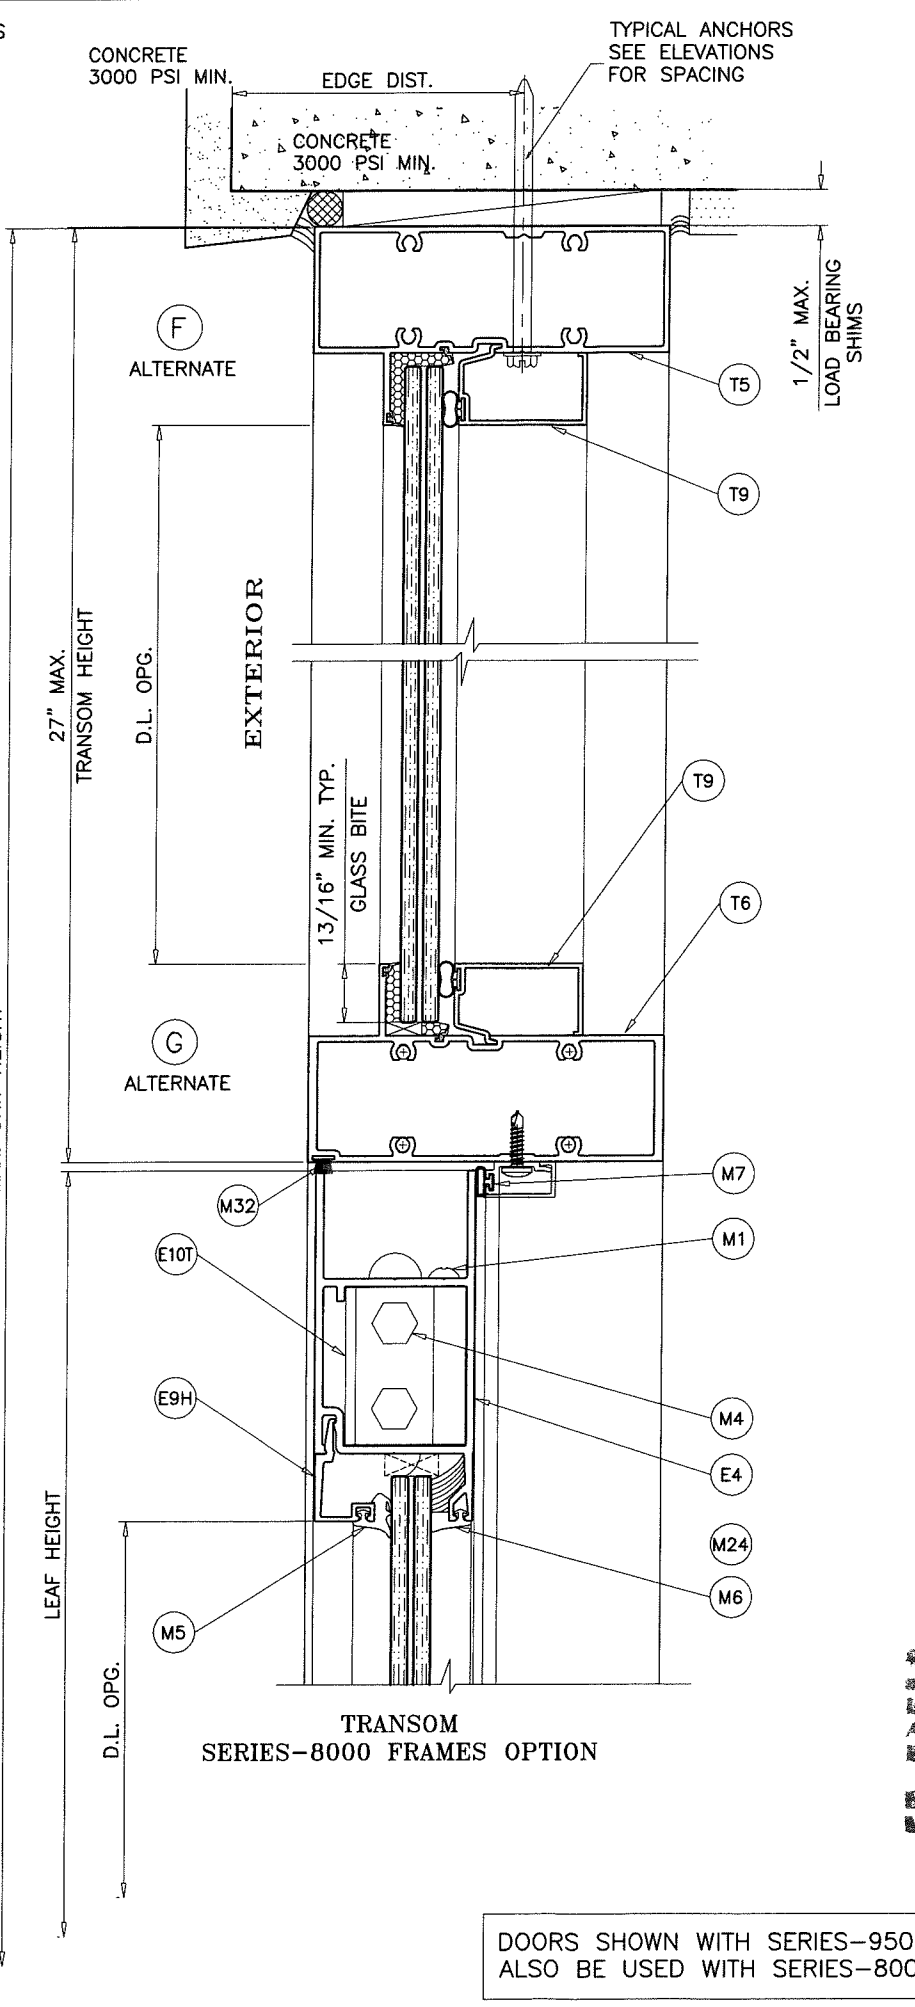 TYPICAL ANCHORS
SEE ELEVATIONS
FOR SPACING
CONCRETE
3000 PSI MIN.
EDGE DIST.
CONCRETE
3000 PSI MIN.
1/2" MAX.
LOAD BEARING
SHIMS
F
ALTERNATE
T5
T9
EXTERIOR
27" MAX.
TRANSOM HEIGHT
D.L. OPG.
13/16" MIN. TYP.
GLASS BITE
T9
T6
G
ALTERNATE
M32
M7
M1
E10T
E9H
M4
E4
M24
M6
M5
LEAF HEIGHT
D.L. OPG.
TRANSOM
SERIES-8000 FRAMES OPTION
DOORS SHOWN WITH SERIES-950
ALSO BE USED WITH SERIES-800